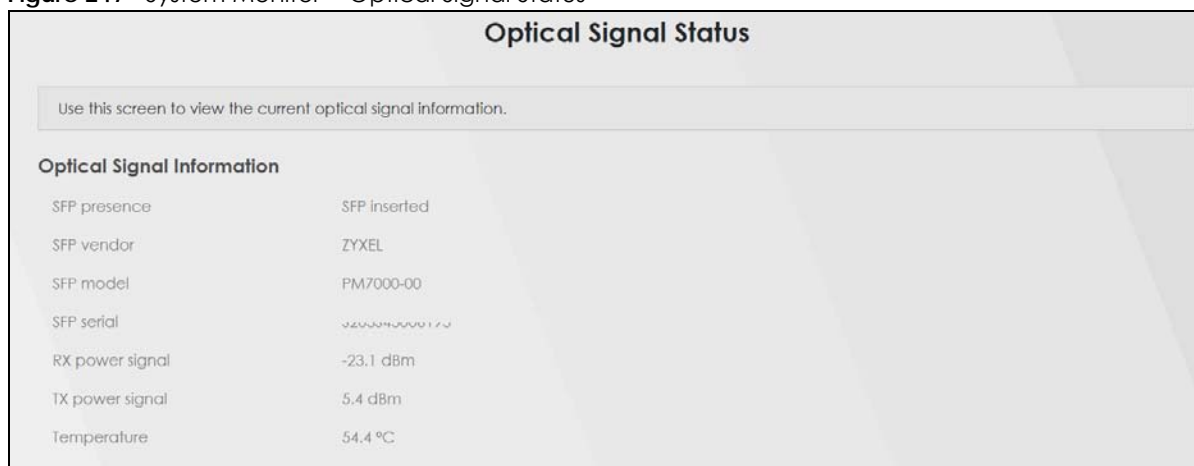 Optical Signal Status
Use this screen to view the current optical signal information.
Optical Signal Information
SFP presence SFP inserted
SFP vendor ZYXEL
SFP model PM7000-00
SFP serial
RX power signal -23.1 dBm
TX power signal 5.4 dBm
Temperature 54.4 °C